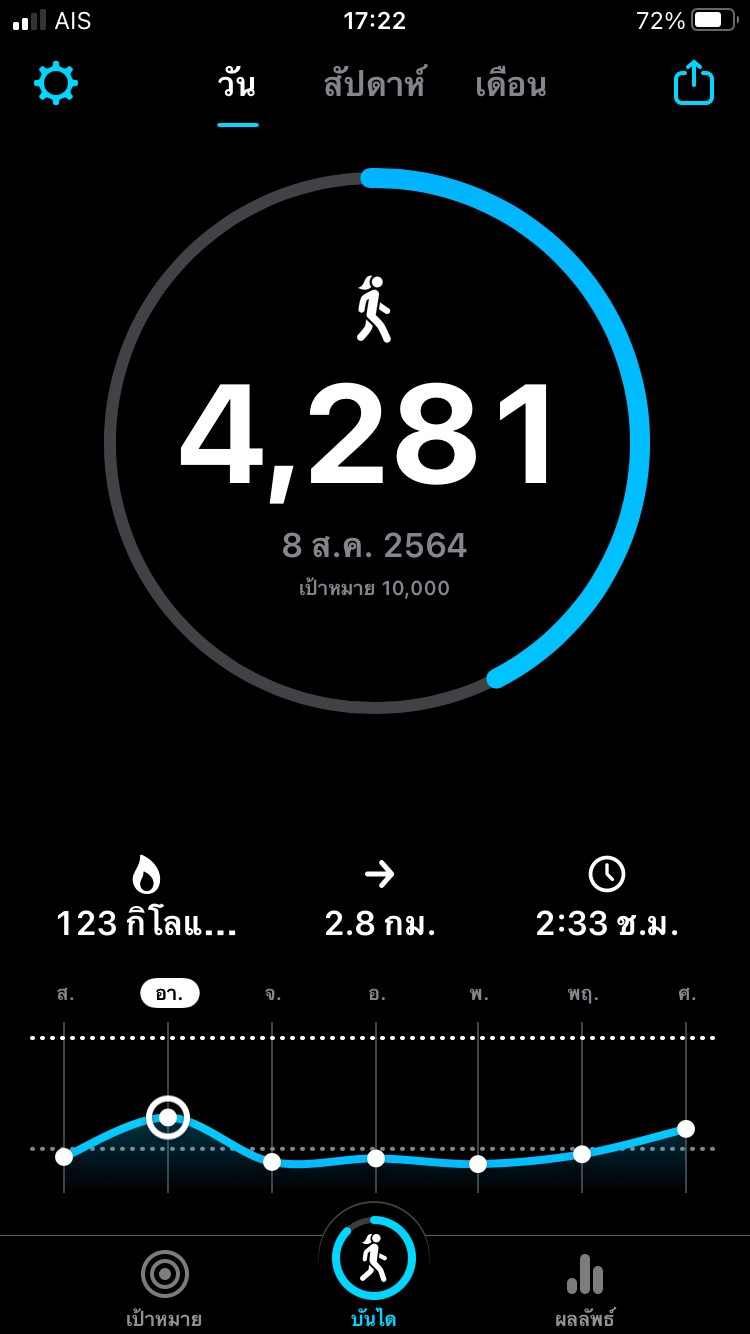 AIS 17:22 72%
วัน สัปดาห์ เดือน
4,281
8 ส.ค. 2564
เป้าหมาย 10,000
123 กิโลแ... 2.8 กม. 2:33 ช.ม.
ส. อา. จ. อ. พ. พฤ. ศ.
เป้าหมาย บันได ผลลัพธ์